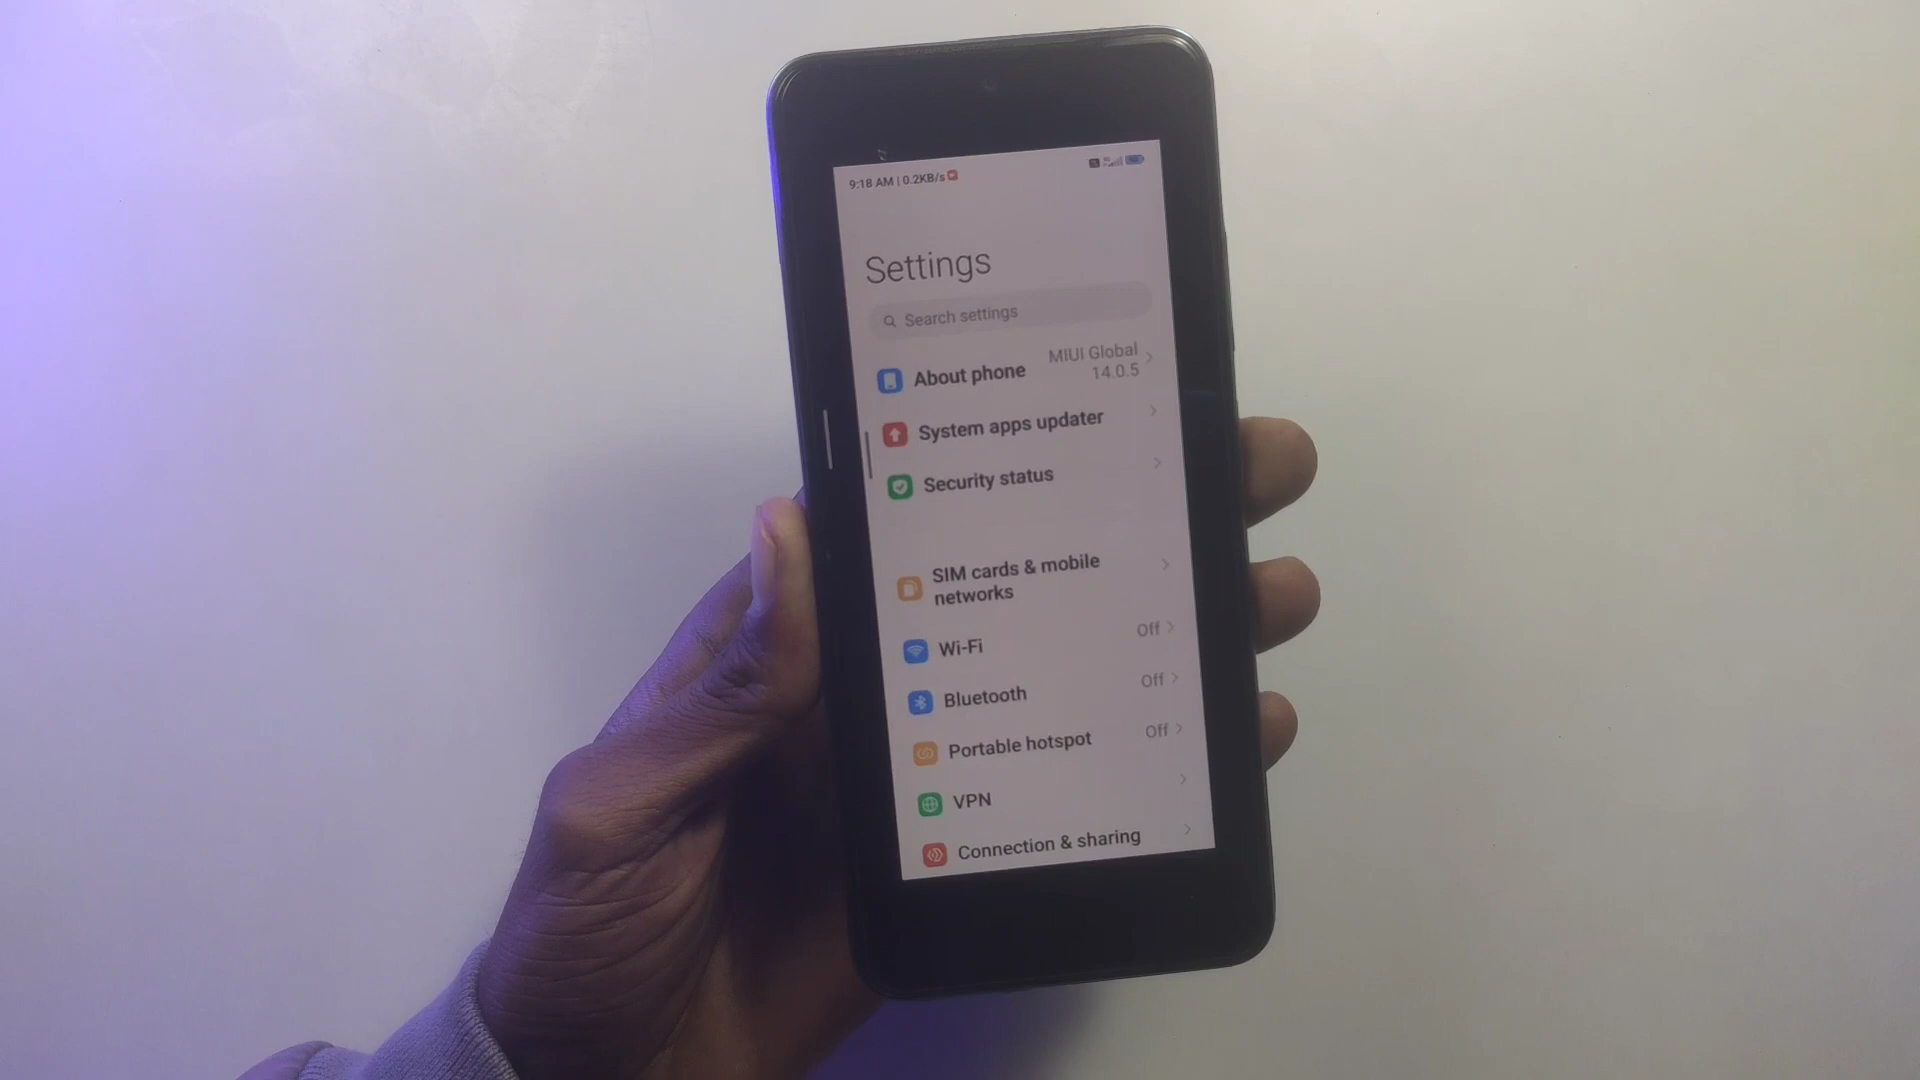 9:18 AM | 0.2KB/s
Settings
Search settings
About phone
MIUI Global
14.0.5
System apps updater
Security status
SIM cards & mobile
networks
Wi-Fi
Off
Bluetooth
Off
Portable hotspot
Off
VPN
Connection & sharing